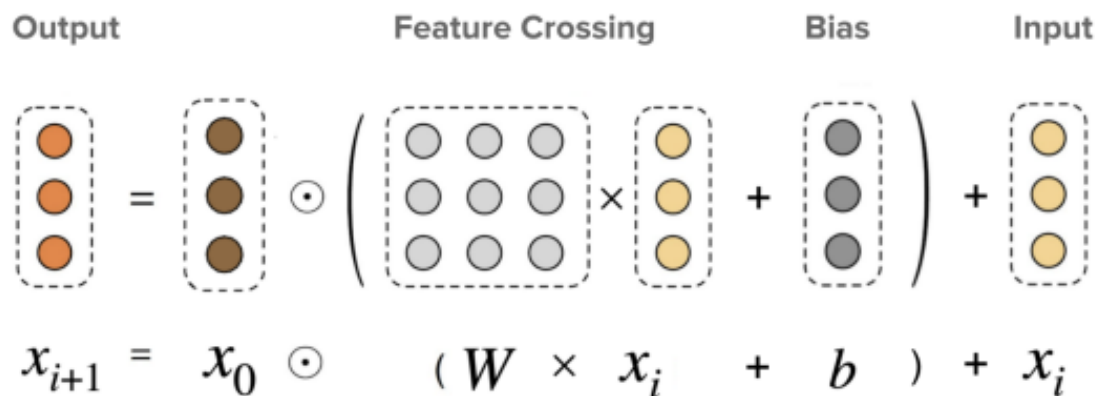 Output Feature Crossing Bias Input
= ⊙ ( × + ) +
x_{i+1} = x_0 ⊙ ( W × x_i + b ) + x_i